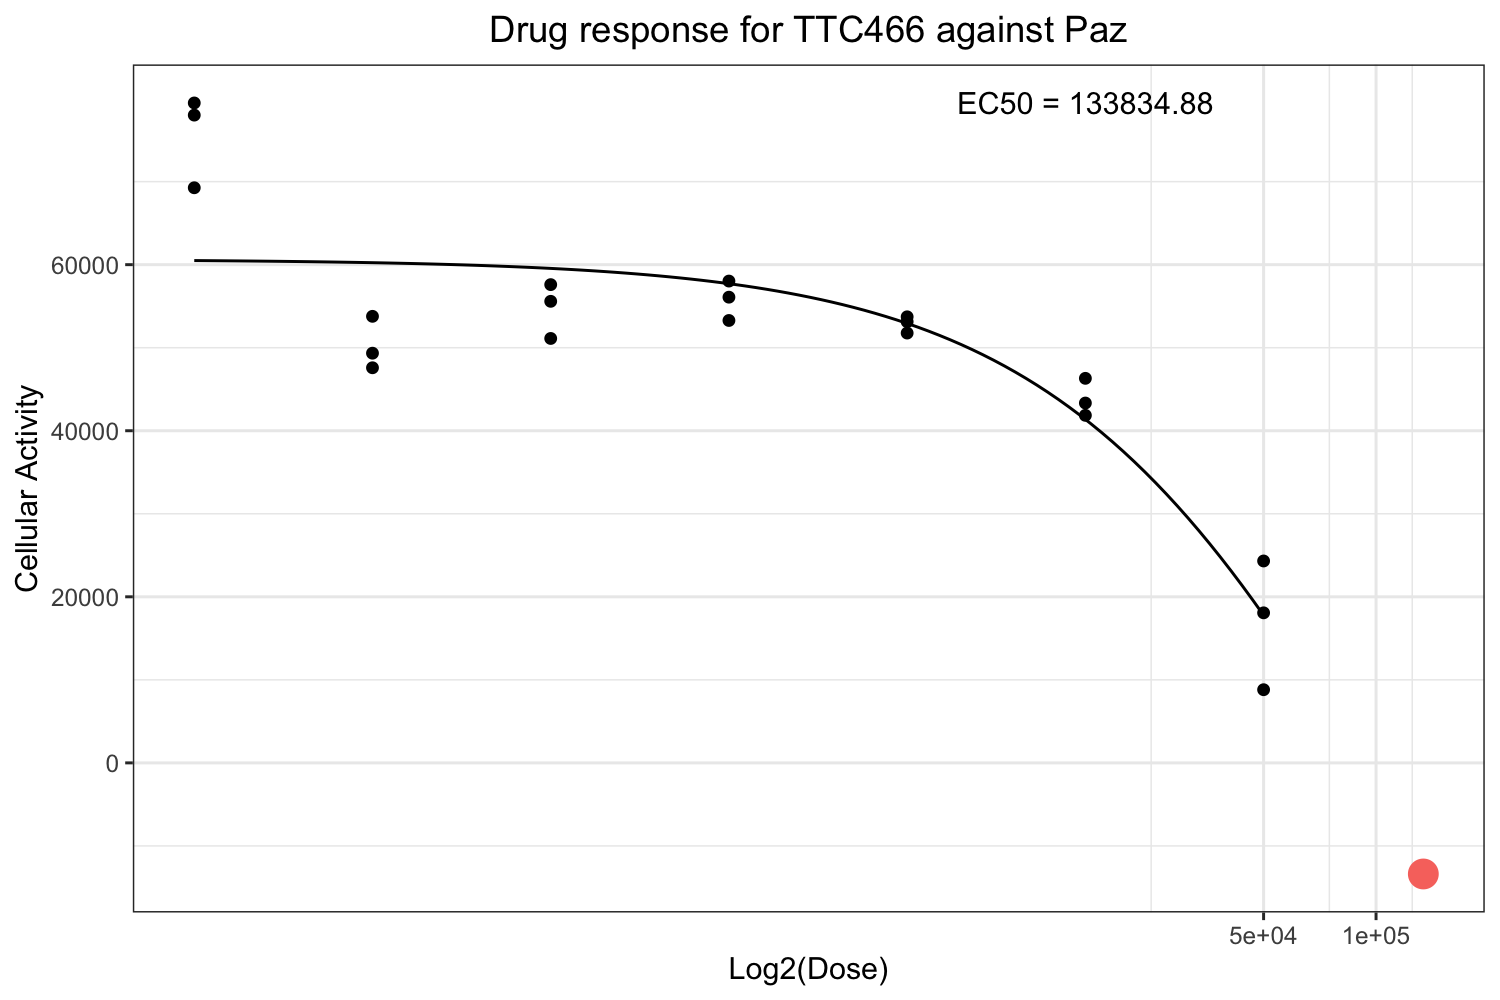 Drug response for TTC466 against Paz
EC50 = 133834.88
Cellular Activity
60000
40000
20000
0
5e+04
1e+05
Log2(Dose)